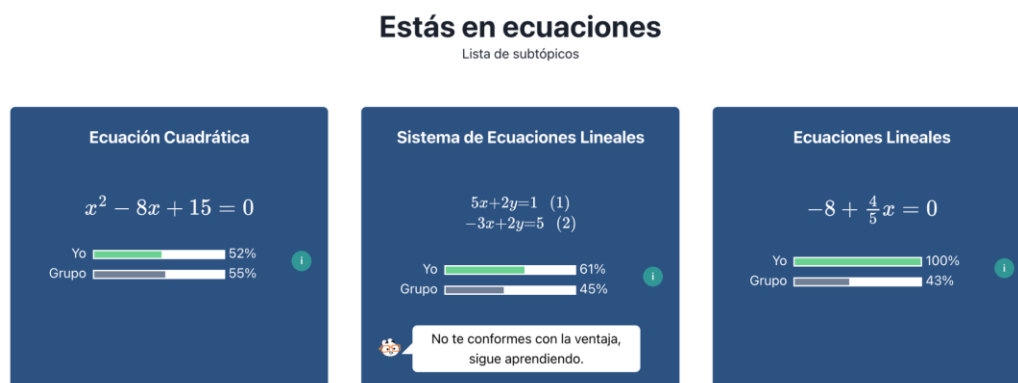 Estás en ecuaciones
Lista de subtópicos
Ecuación Cuadrática
x² − 8x + 15 = 0
Yo 52%
i
Grupo 55%
Sistema de Ecuaciones Lineales
5x+2y=1 (1)
−3x+2y=5 (2)
Yo 61%
i
Grupo 45%
No te conformes con la ventaja,
sigue aprendiendo.
Ecuaciones Lineales
−8 + 4/5 x = 0
Yo 100%
i
Grupo 43%